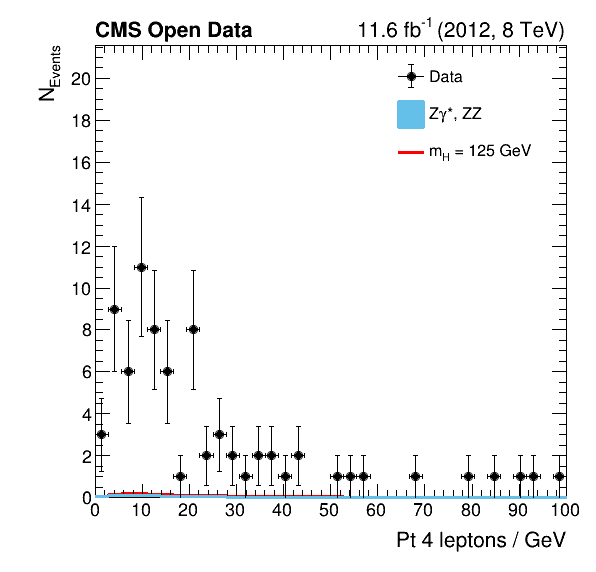 CMS Open Data
11.6 fb⁻¹ (2012, 8 TeV)
N_Events
20
18
16
14
12
10
8
6
4
2
0
Data
Zγ*, ZZ
m_H = 125 GeV
0 10 20 30 40 50 60 70 80 90 100
Pt 4 leptons / GeV